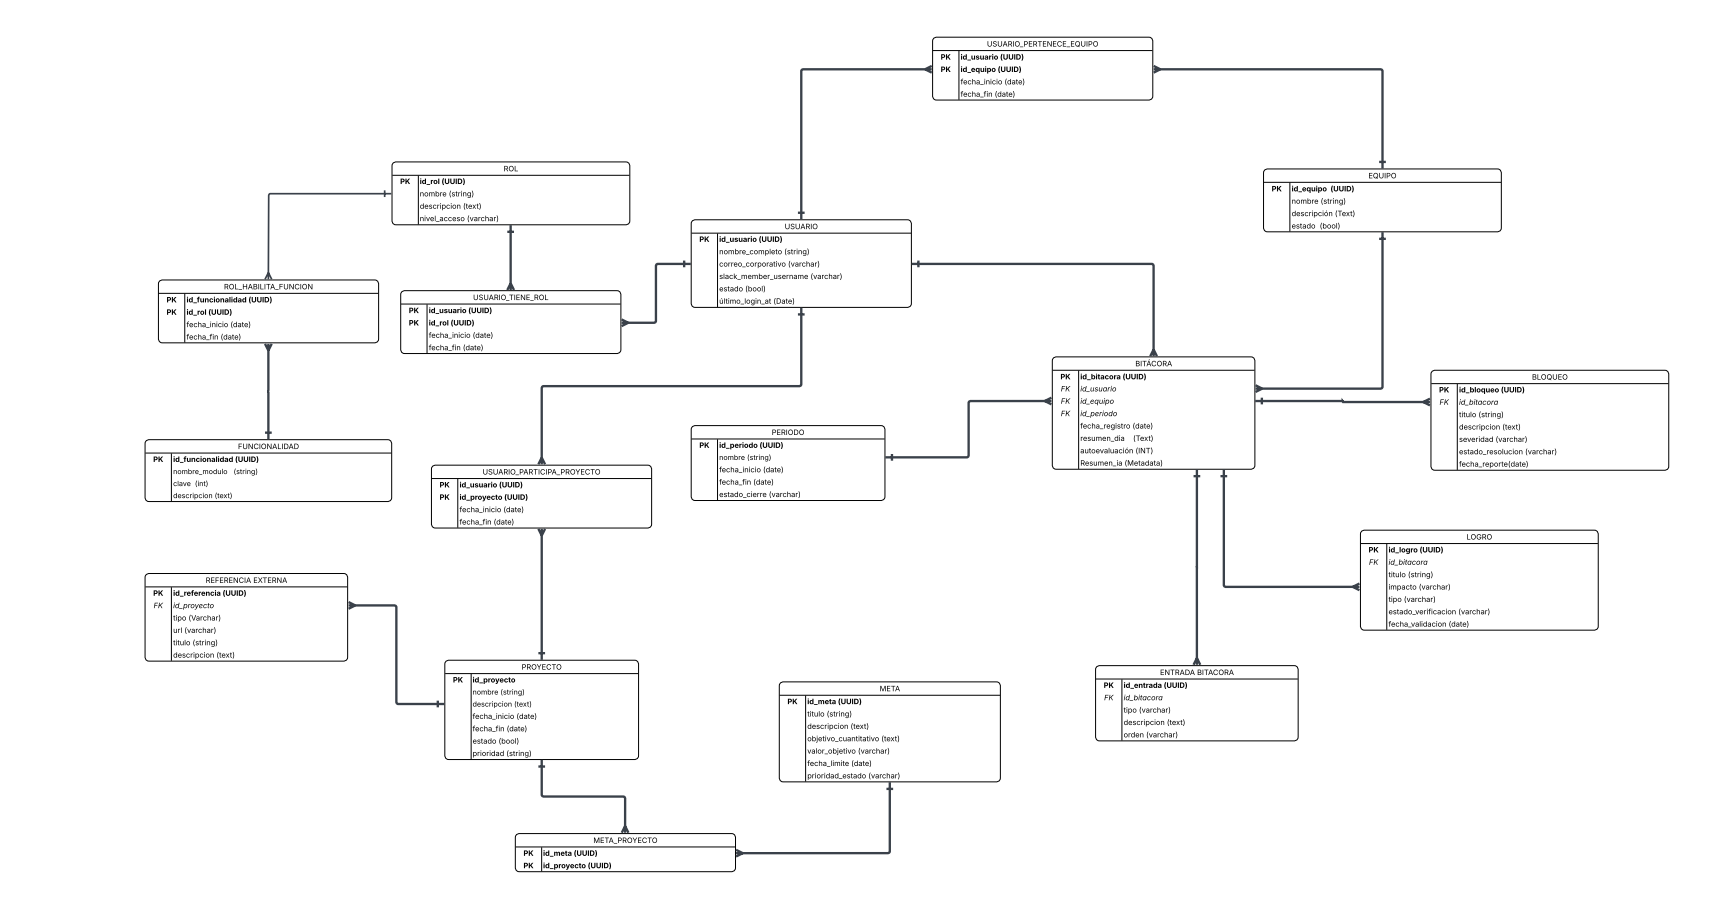 USUARIO_PERTENECE_EQUIPO
PK id_usuario (UUID)
PK id_equipo (UUID)
fecha_inicio (date)
fecha_fin (date)
ROL
PK id_rol (UUID)
nombre (string)
descripcion (text)
nivel_acceso (varchar)
EQUIPO
PK id_equipo (UUID)
nombre (string)
descripción (Text)
estado (bool)
USUARIO
PK id_usuario (UUID)
nombre_completo (string)
correo_corporativo (varchar)
slack_member_username (varchar)
estado (bool)
último_login_at (Date)
ROL_HABILITA_FUNCION
PK id_funcionalidad (UUID)
PK id_rol (UUID)
fecha_inicio (date)
fecha_fin (date)
USUARIO_TIENE_ROL
PK id_usuario (UUID)
PK id_rol (UUID)
fecha_inicio (date)
fecha_fin (date)
BITÁCORA
PK id_bitacora (UUID)
FK id_usuario
FK id_equipo
FK id_periodo
fecha_registro (date)
resumen_dia (Text)
autoevaluación (INT)
Resumen_ia (Metadata)
BLOQUEO
PK id_bloqueo (UUID)
FK id_bitacora
titulo (string)
descripcion (text)
severidad (varchar)
estado_resolucion (varchar)
fecha_reporte(date)
PERIODO
PK id_periodo (UUID)
nombre (string)
fecha_inicio (date)
fecha_fin (date)
estado_cierre (varchar)
FUNCIONALIDAD
PK id_funcionalidad (UUID)
nombre_modulo (string)
clave (int)
descripcion (text)
USUARIO_PARTICIPA_PROYECTO
PK id_usuario (UUID)
PK id_proyecto (UUID)
fecha_inicio (date)
fecha_fin (date)
LOGRO
PK id_logro (UUID)
FK id_bitacora
titulo (string)
impacto (varchar)
tipo (varchar)
estado_verificacion (varchar)
fecha_validacion (date)
REFERENCIA EXTERNA
PK id_referencia (UUID)
FK id_proyecto
tipo (Varchar)
url (varchar)
titulo (string)
descripcion (text)
PROYECTO
PK id_proyecto
nombre (string)
descripcion (text)
fecha_inicio (date)
fecha_fin (date)
estado (bool)
prioridad (string)
META
PK id_meta (UUID)
titulo (string)
descripcion (text)
objetivo_cuantitativo (text)
valor_objetivo (varchar)
fecha_limite (date)
prioridad_estado (varchar)
ENTRADA BITACORA
PK id_entrada (UUID)
FK id_bitacora
tipo (varchar)
descripcion (text)
orden (varchar)
META_PROYECTO
PK id_meta (UUID)
PK id_proyecto (UUID)